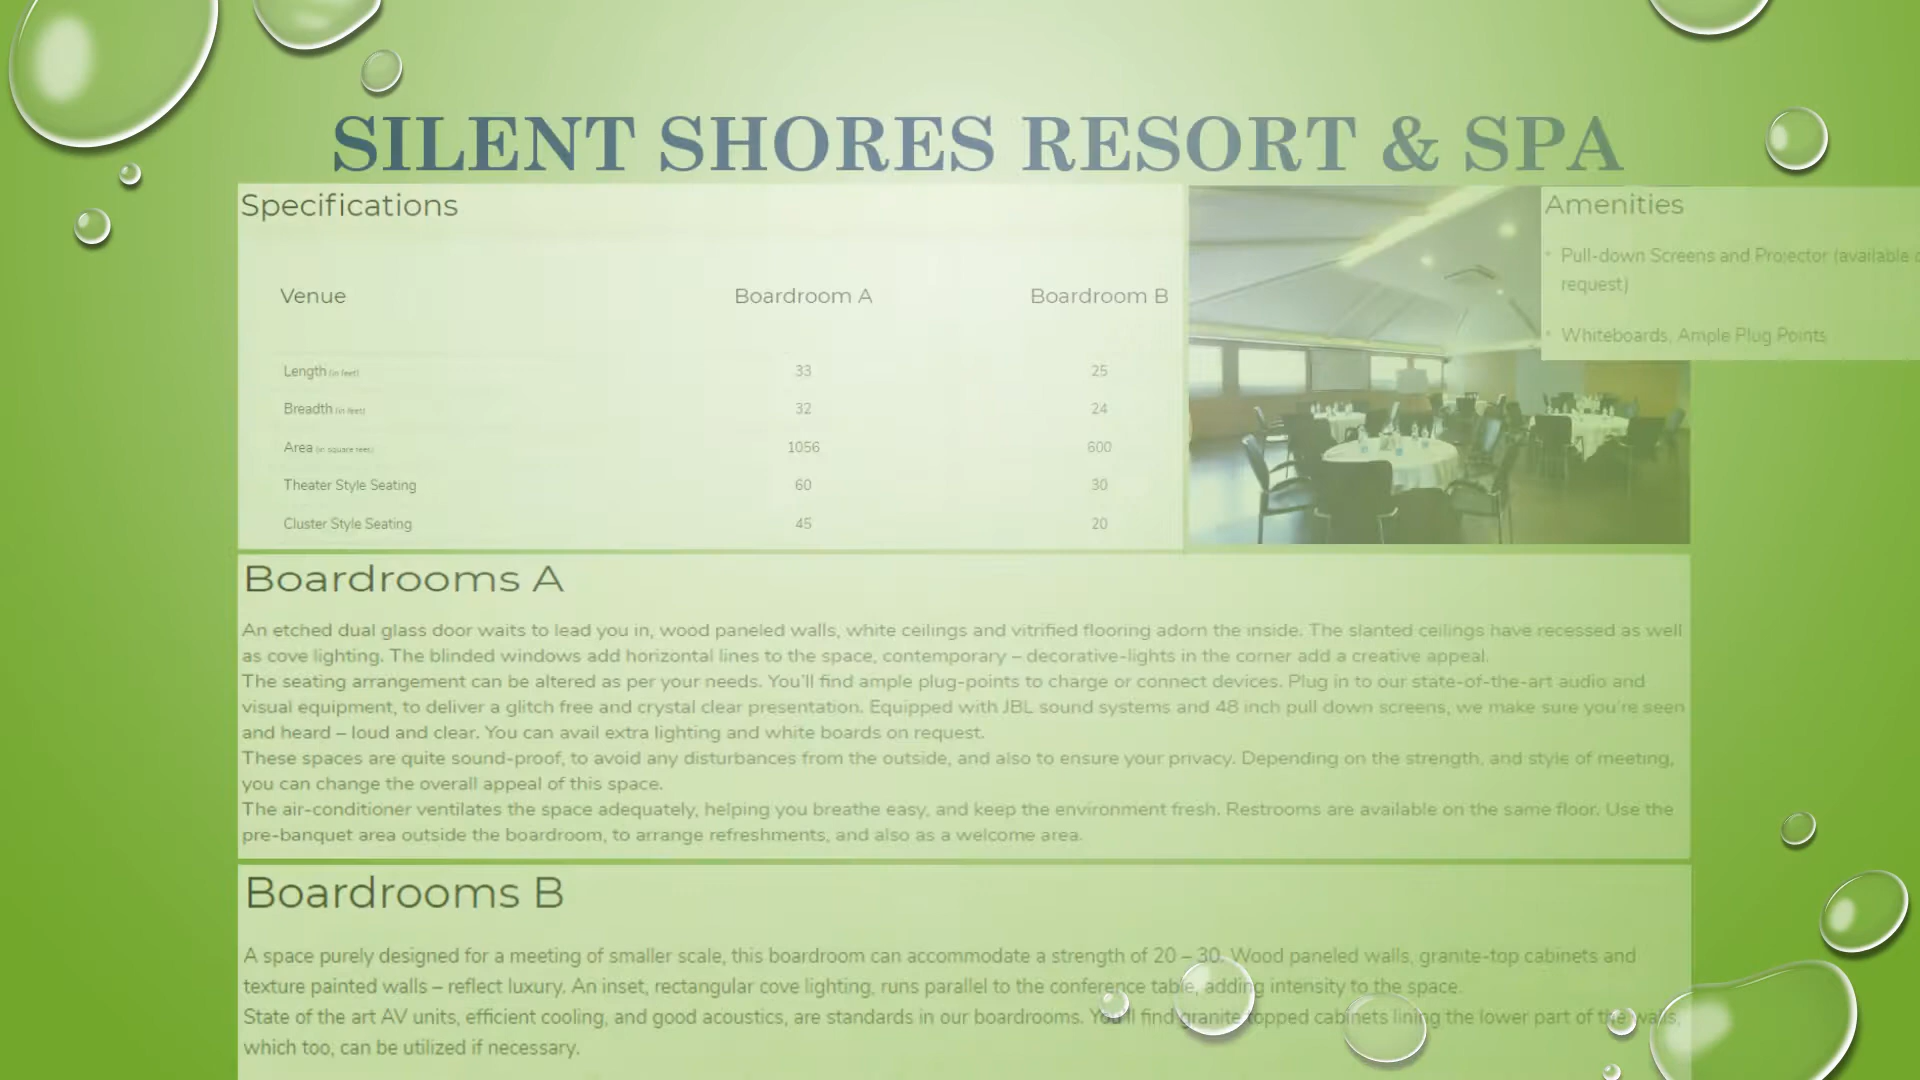 SILENT SHORES RESORT & SPA
Specifications
Venue Boardroom A Boardroom B
Length (in feet) 33 25
Breadth (in feet) 32 24
Area (in square feet) 1056 600
Theater Style Seating 60 30
Cluster Style Seating 45 20
Amenities
Pull-down Screens and Projector (available
request)
Whiteboards, Ample Plug Points
Boardrooms A
An etched dual glass door waits to lead you in, wood paneled walls, white ceilings and vitrified flooring adorn the inside. The slanted ceilings have recessed as well
as cove lighting. The blinded windows add horizontal lines to the space, contemporary – decorative-lights in the corner add a creative appeal.
The seating arrangement can be altered as per your needs. You'll find ample plug-points to charge or connect devices. Plug in to our state-of-the-art audio and
visual equipment, to deliver a glitch free and crystal clear presentation. Equipped with JBL sound systems and 48 inch pull down screens, we make sure you're seen
and heard – loud and clear. You can avail extra lighting and white boards on request.
These spaces are quite sound-proof, to avoid any disturbances from the outside, and also to ensure your privacy. Depending on the strength, and style of meeting,
you can change the overall appeal of this space.
The air-conditioner ventilates the space adequately, helping you breathe easy, and keep the environment fresh. Restrooms are available on the same floor. Use the
pre-banquet area outside the boardroom, to arrange refreshments, and also as a welcome area.
Boardrooms B
A space purely designed for a meeting of smaller scale, this boardroom can accommodate a strength of 20 – 30. Wood paneled walls, granite-top cabinets and
texture painted walls – reflect luxury. An inset, rectangular cove lighting, runs parallel to the conference table, adding intensity to the space.
State of the art AV units, efficient cooling, and good acoustics, are standards in our boardrooms. You'll find granite topped cabinets lining the lower part of the walls,
which too, can be utilized if necessary.